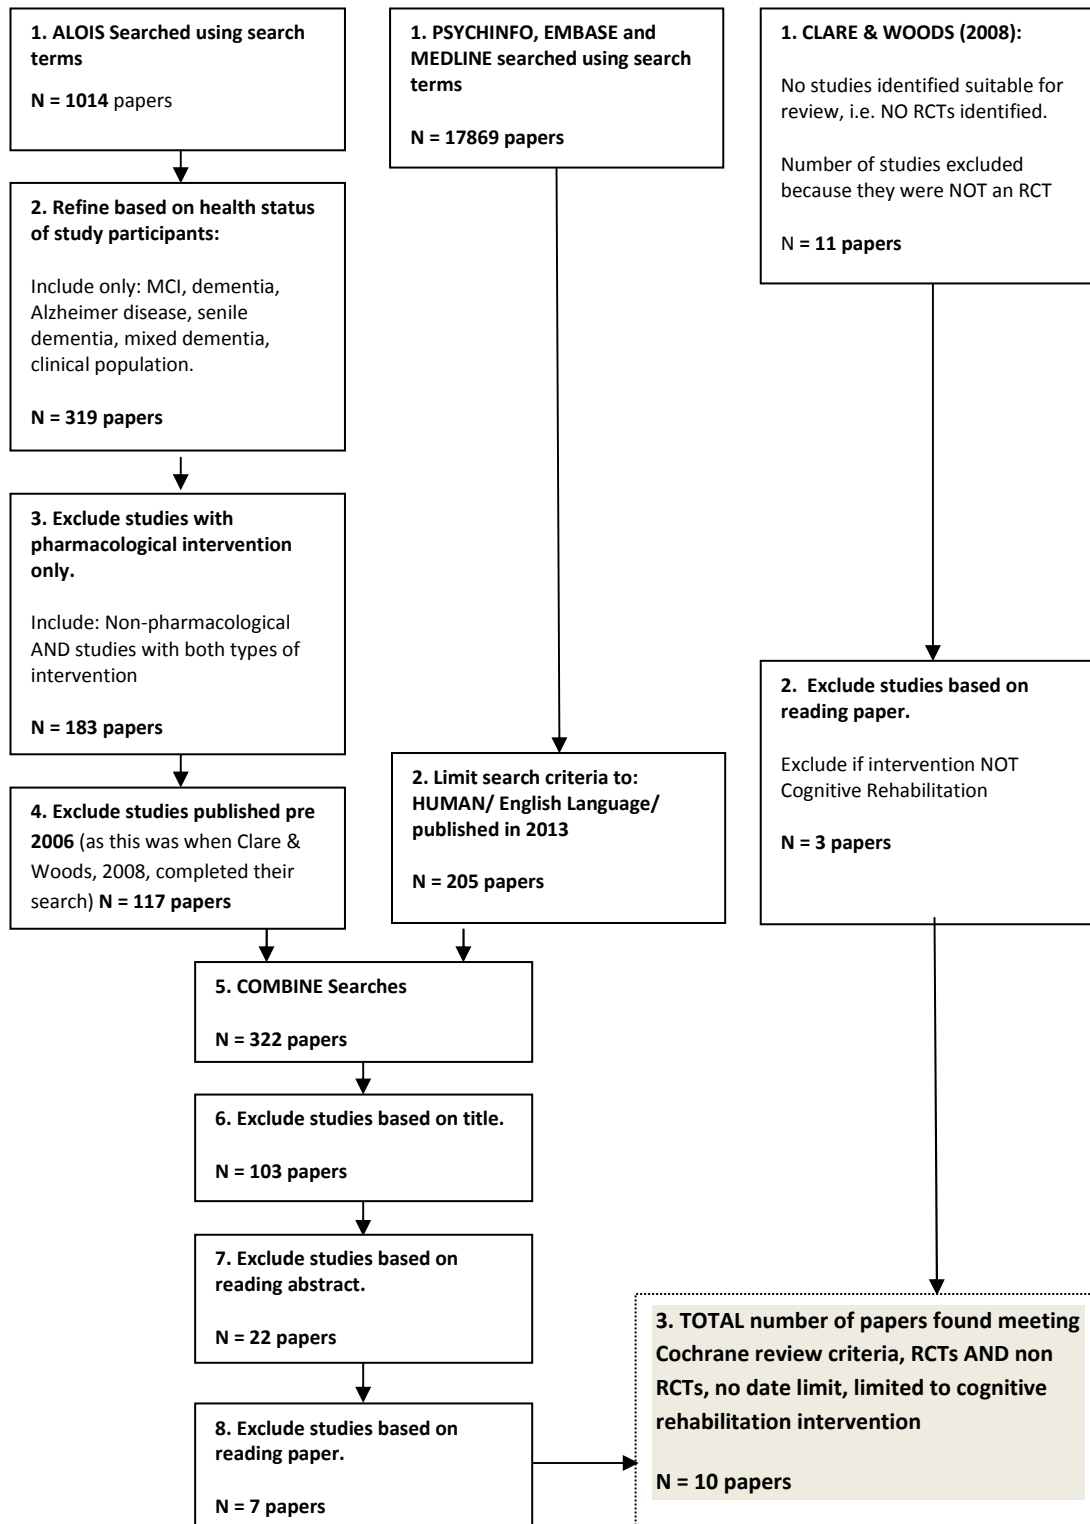 1. ALOIS Searched using search
terms
N = 1014 papers
2. Refine based on health status
of study participants:
Include only: MCI, dementia,
Alzheimer disease, senile
dementia, mixed dementia,
clinical population.
N = 319 papers
3. Exclude studies with
pharmacological intervention
only.
Include: Non-pharmacological
AND studies with both types of
intervention
N = 183 papers
4. Exclude studies published pre
2006 (as this was when Clare &
Woods, 2008, completed their
search) N = 117 papers
1. PSYCHINFO, EMBASE and
MEDLINE searched using search
terms
N = 17869 papers
2. Limit search criteria to:
HUMAN/ English Language/
published in 2013
N = 205 papers
5. COMBINE Searches
N = 322 papers
6. Exclude studies based on title.
N = 103 papers
7. Exclude studies based on
reading abstract.
N = 22 papers
8. Exclude studies based on
reading paper.
N = 7 papers
1. CLARE & WOODS (2008):
No studies identified suitable for
review, i.e. NO RCTs identified.
Number of studies excluded
because they were NOT an RCT
N = 11 papers
2. Exclude studies based on
reading paper.
Exclude if intervention NOT
Cognitive Rehabilitation
N = 3 papers
3. TOTAL number of papers found meeting
Cochrane review criteria, RCTs AND non
RCTs, no date limit, limited to cognitive
rehabilitation intervention
N = 10 papers